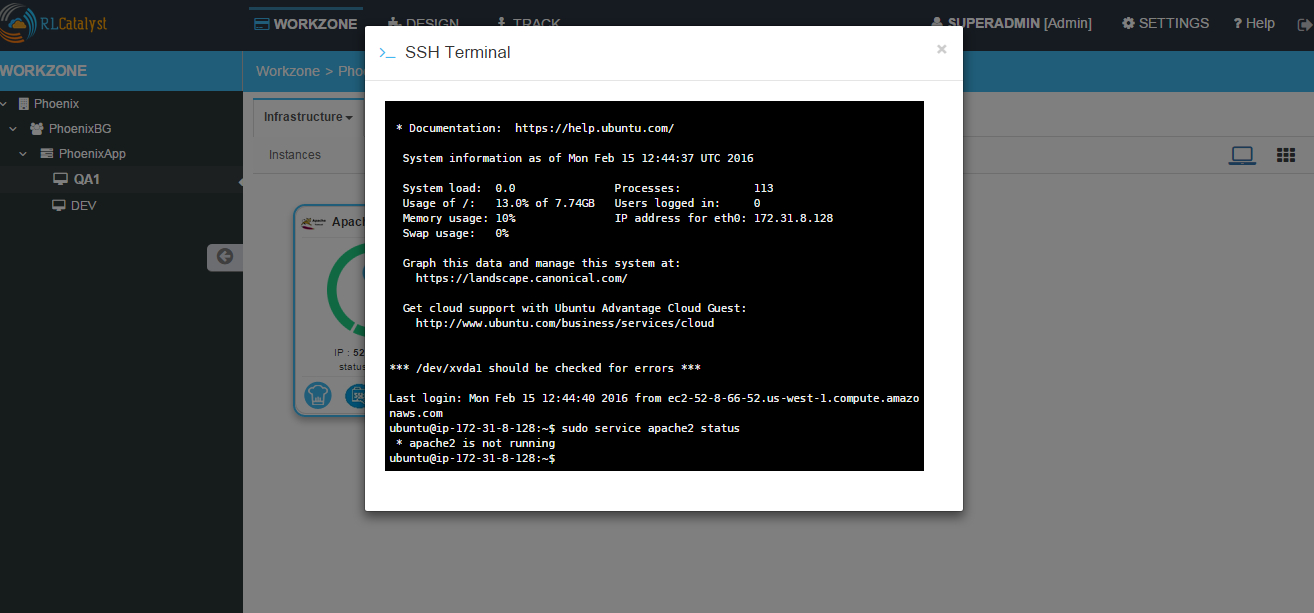 RLCatalyst
WORKZONE
DESIGN
TRACK
SUPERADMIN [Admin]
SETTINGS
? Help
WORKZONE
Workzone > Pho
Phoenix
PhoenixBG
PhoenixApp
QA1
DEV
Infrastructure
Instances
Apac
IP : 52
status
>_ SSH Terminal
×
* Documentation: https://help.ubuntu.com/
System information as of Mon Feb 15 12:44:37 UTC 2016
System load: 0.0 Processes: 113
Usage of /: 13.0% of 7.74GB Users logged in: 0
Memory usage: 10% IP address for eth0: 172.31.8.128
Swap usage: 0%
Graph this data and manage this system at:
https://landscape.canonical.com/
Get cloud support with Ubuntu Advantage Cloud Guest:
http://www.ubuntu.com/business/services/cloud
*** /dev/xvda1 should be checked for errors ***
Last login: Mon Feb 15 12:44:40 2016 from ec2-52-8-66-52.us-west-1.compute.amazo
naws.com
ubuntu@ip-172-31-8-128:~$ sudo service apache2 status
* apache2 is not running
ubuntu@ip-172-31-8-128:~$